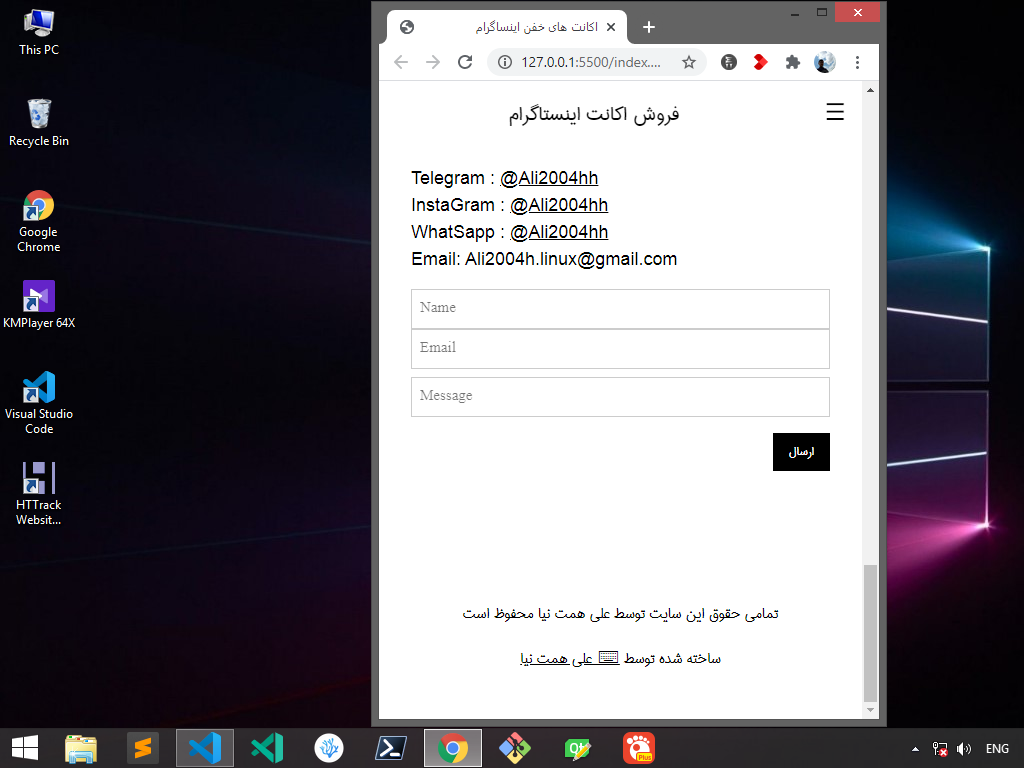 This PC
Recycle Bin
Google
Chrome
KMPlayer 64X
Visual Studio
Code
HTTrack
Websit...
اکانت های خفن اینساگرام
127.0.0.1:5500/index....
فروش اکانت اینستاگرام
Telegram : @Ali2004hh
InstaGram : @Ali2004hh
WhatSapp : @Ali2004hh
Email: Ali2004h.linux@gmail.com
Name
Email
Message
ارسال
تمامی حقوق این سایت توسط علی همت نیا محفوظ است
ساخته شده توسط ⌨ علی همت نیا
Qt
Plus
ENG